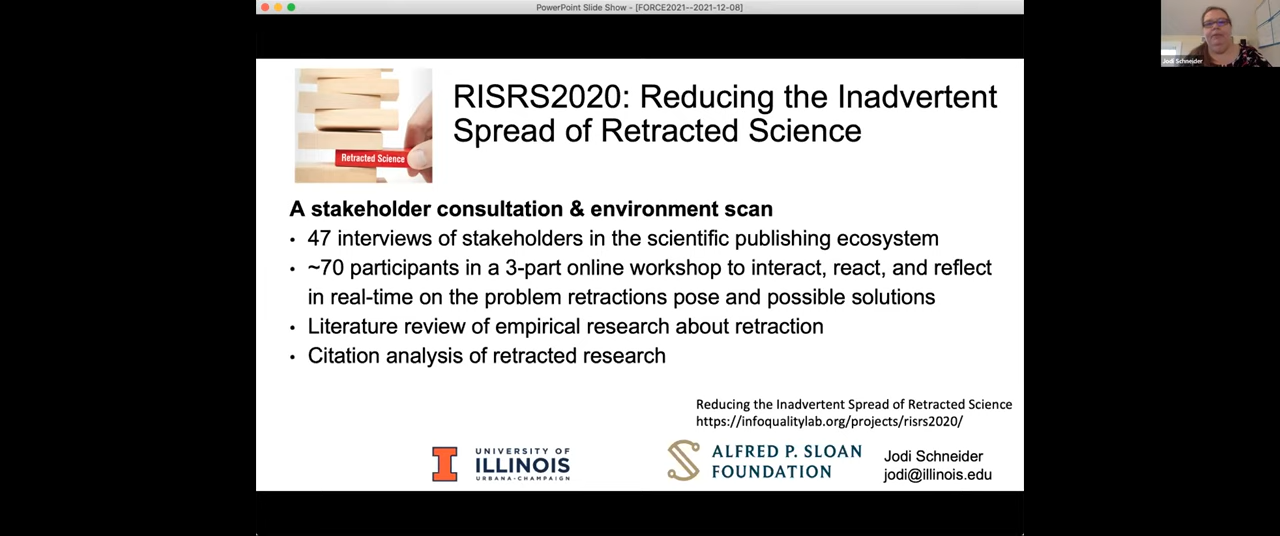 PowerPoint Slide Show - [FORCE2021--2021-12-08]
Jodi Schneider
RISRS2020: Reducing the Inadvertent
Spread of Retracted Science
Retracted Science
A stakeholder consultation & environment scan
• 47 interviews of stakeholders in the scientific publishing ecosystem
• ~70 participants in a 3-part online workshop to interact, react, and reflect
in real-time on the problem retractions pose and possible solutions
• Literature review of empirical research about retraction
• Citation analysis of retracted research
Reducing the Inadvertent Spread of Retracted Science
https://infoqualitylab.org/projects/risrs2020/
UNIVERSITY OF
ILLINOIS
URBANA-CHAMPAIGN
ALFRED P. SLOAN
FOUNDATION
Jodi Schneider
jodi@illinois.edu